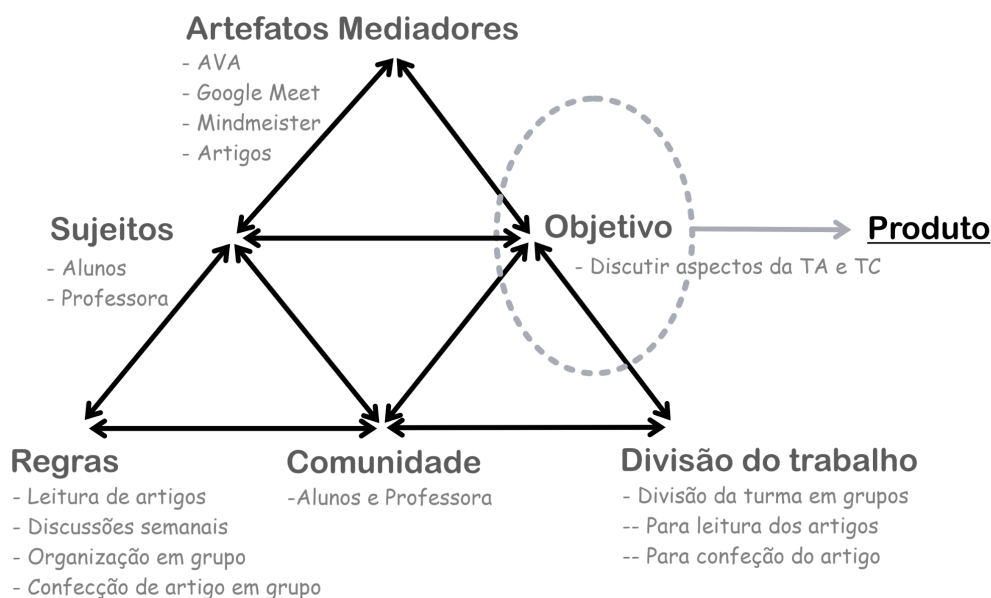 Artefatos Mediadores
- AVA
- Google Meet
- Mindmeister
- Artigos
Sujeitos
- Alunos
- Professora
Objetivo
- Discutir aspectos da TA e TC
Produto
Regras
- Leitura de artigos
- Discussões semanais
- Organização em grupo
- Confecção de artigo em grupo
Comunidade
-Alunos e Professora
Divisão do trabalho
- Divisão da turma em grupos
-- Para leitura dos artigos
-- Para confeção do artigo